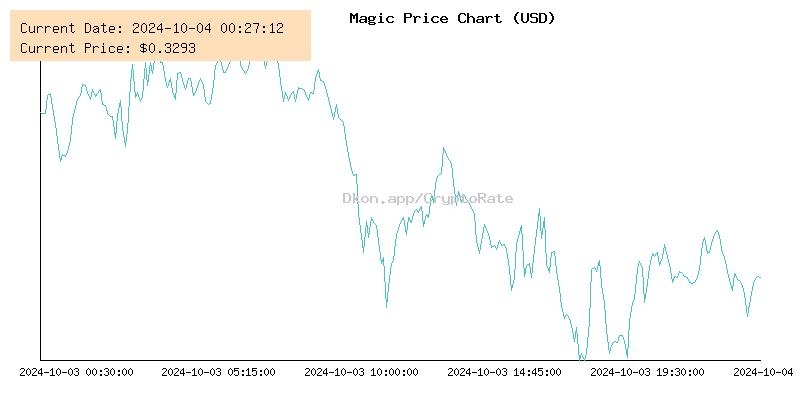 Magic Price Chart (USD)
Current Date: 2024-10-04 00:27:12
Current Price: $0.3293
Dkon.app/CryptoRate
2024-10-03 00:30:00 2024-10-03 05:15:00 2024-10-03 10:00:00 2024-10-03 14:45:00 2024-10-03 19:30:00 2024-10-04